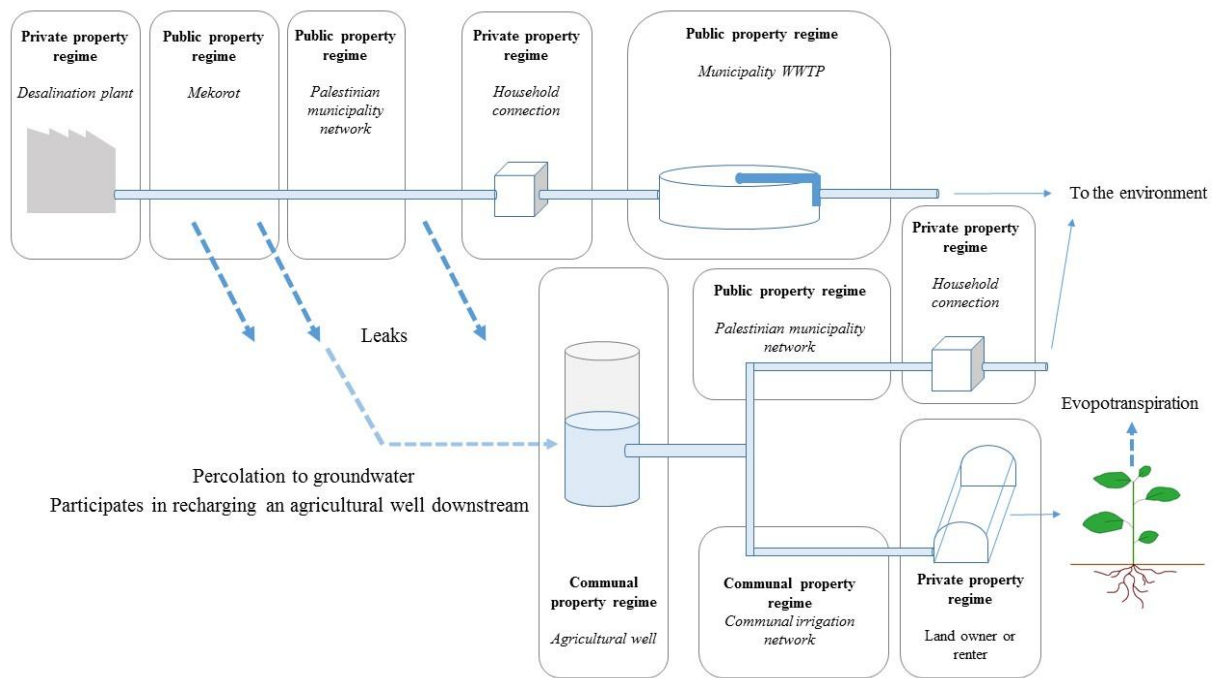 Private property
regime
Desalination plant
Public property
regime
Mekorot
Public property
regime
Palestinian
municipality
network
Private property
regime
Household
connection
Public property regime
Municipality WWTP
To the environment
Private property
regime
Household
connection
Public property regime
Palestinian municipality
network
Leaks
Evopotranspiration
Percolation to groundwater
Participates in recharging an agricultural well downstream
Communal
property regime
Agricultural well
Communal property
regime
Communal irrigation
network
Private property
regime
Land owner or
renter